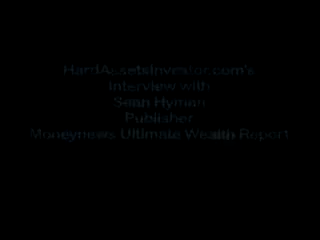 HardAssetsInvestor.com's
Interview with
Sean Hyman
Publisher
Moneynews Ultimate Wealth Report